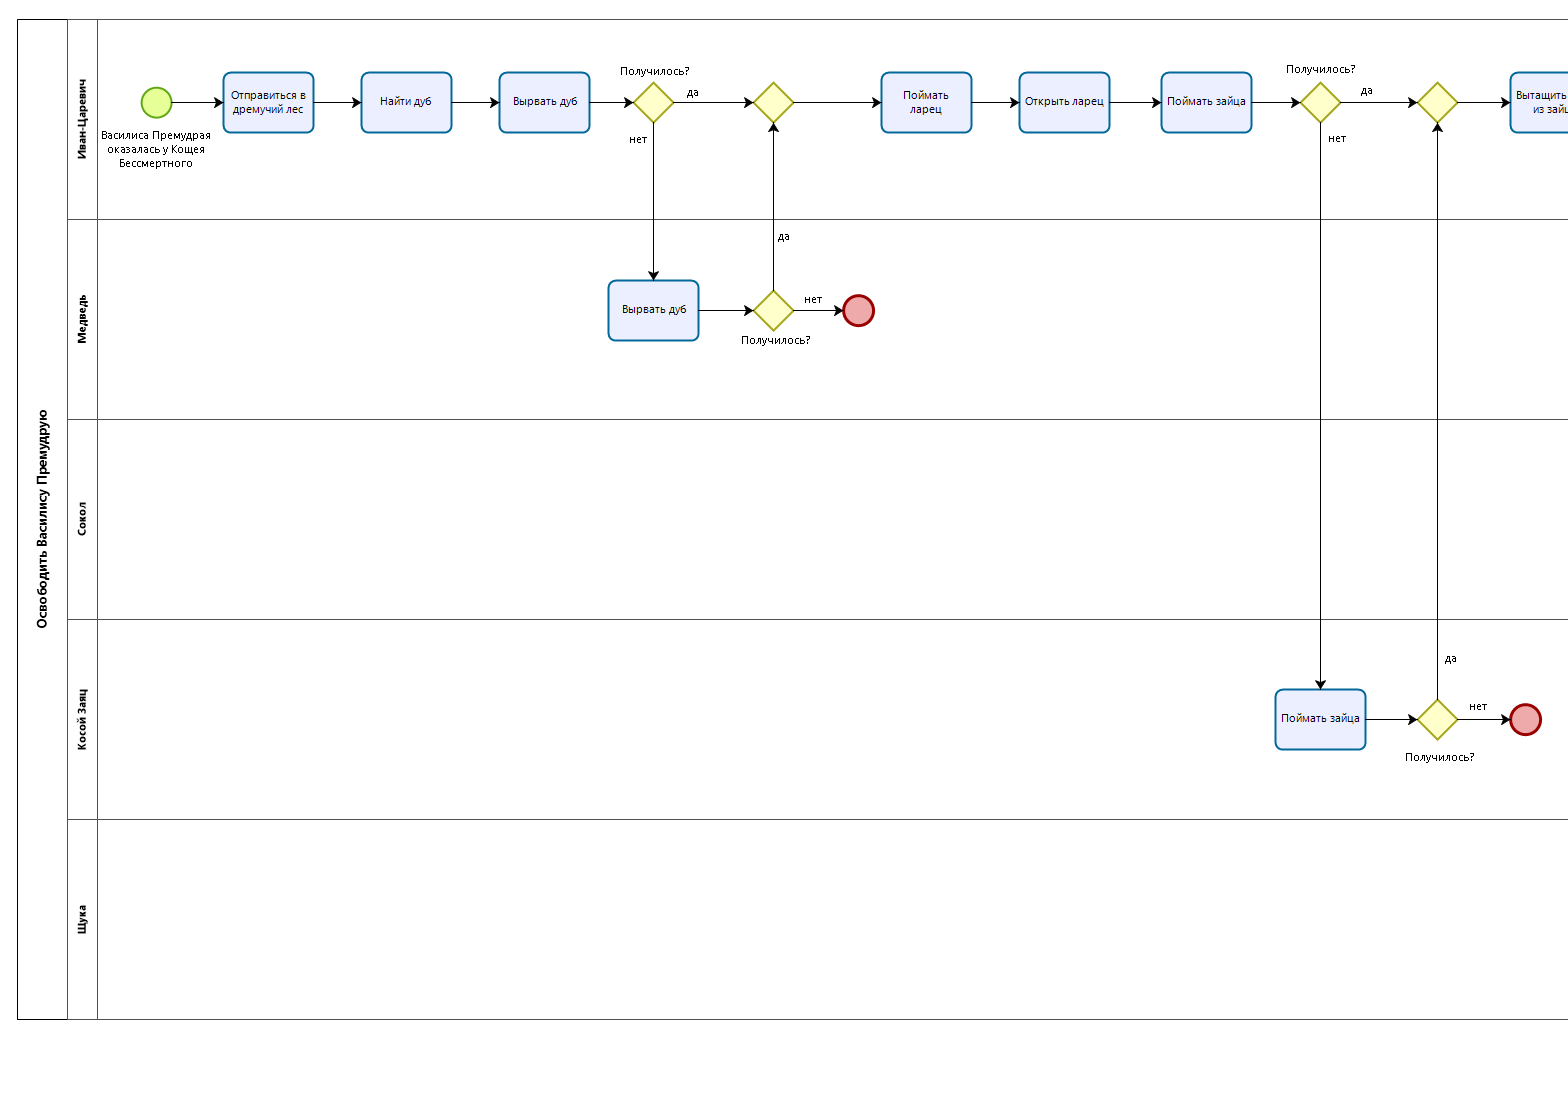 Освободить Василису Премудрую
Иван-Царевич
Василиса Премудрая
оказалась у Кощея
Бессмертного
Отправиться в
дремучий лес
Найти дуб
Вырвать дуб
Получилось?
да
нет
Поймать
ларец
Открыть ларец
Поймать зайца
Получилось?
да
нет
Вытащить
из
Медведь
Вырвать дуб
да
нет
Получилось?
Сокол
Косой Заяц
Поймать зайца
да
нет
Получилось?
Щука